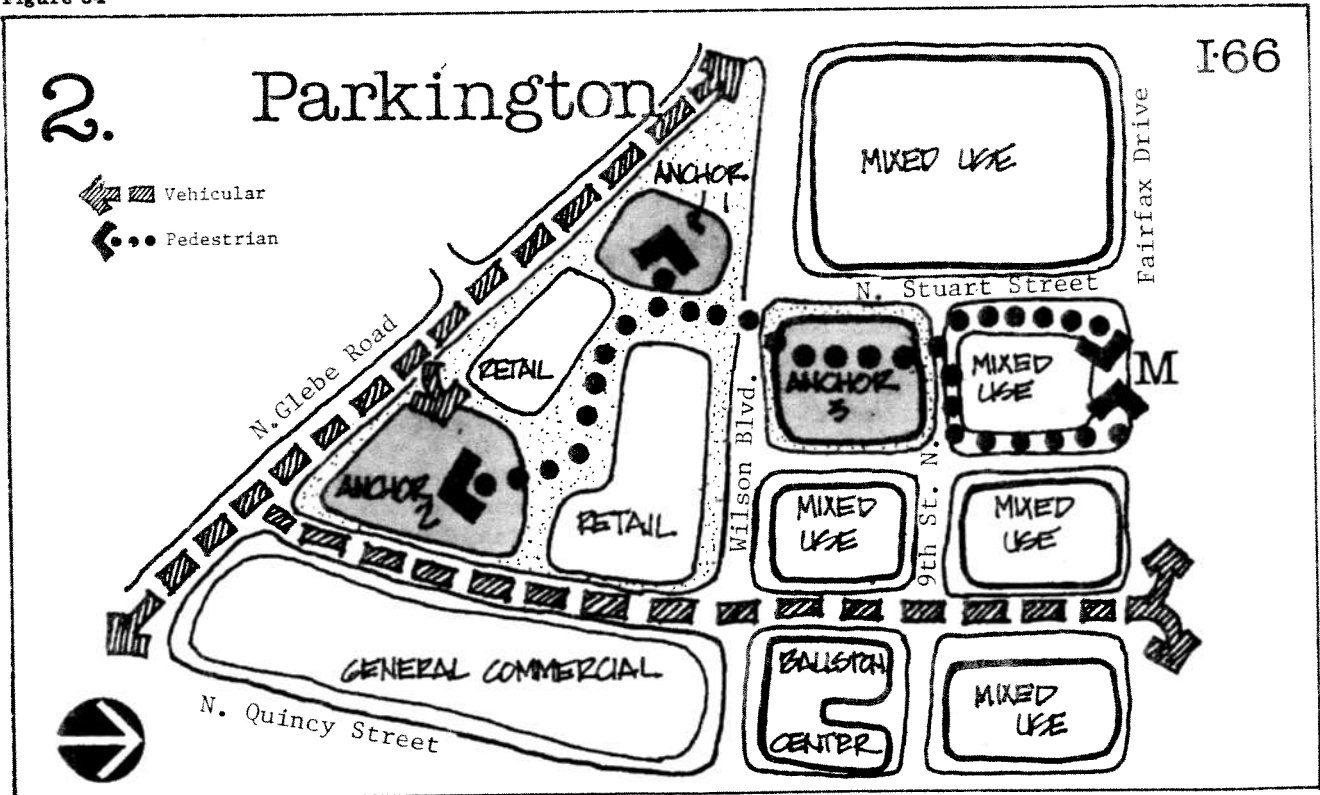 2. Parkington
I-66
Vehicular
Pedestrian
ANCHOR
1
MIXED USE
Fairfax Drive
N. Stuart Street
N. Glebe Road
RETAIL
ANCHOR
3
MIXED
USE
M
Wilson Blvd.
9th St. N.
ANCHOR
2
RETAIL
MIXED
USE
MIXED
USE
GENERAL COMMERCIAL
N. Quincy Street
BALLSTON
CENTER
MIXED
USE